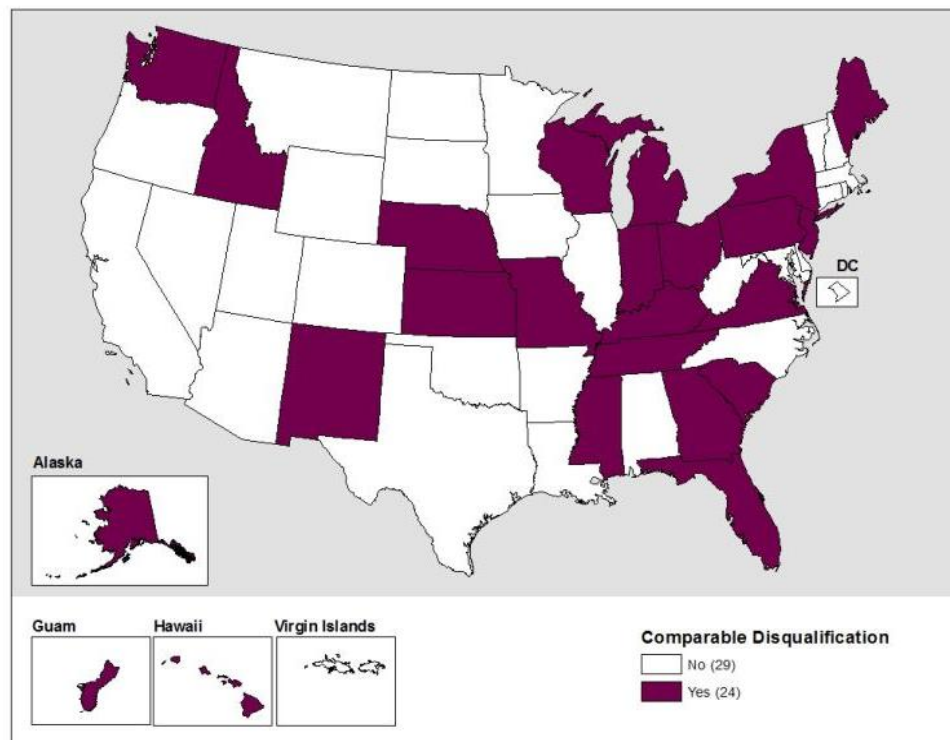 DC
Alaska
Guam
Hawaii
Virgin Islands
Comparable Disqualification
No (29)
Yes (24)